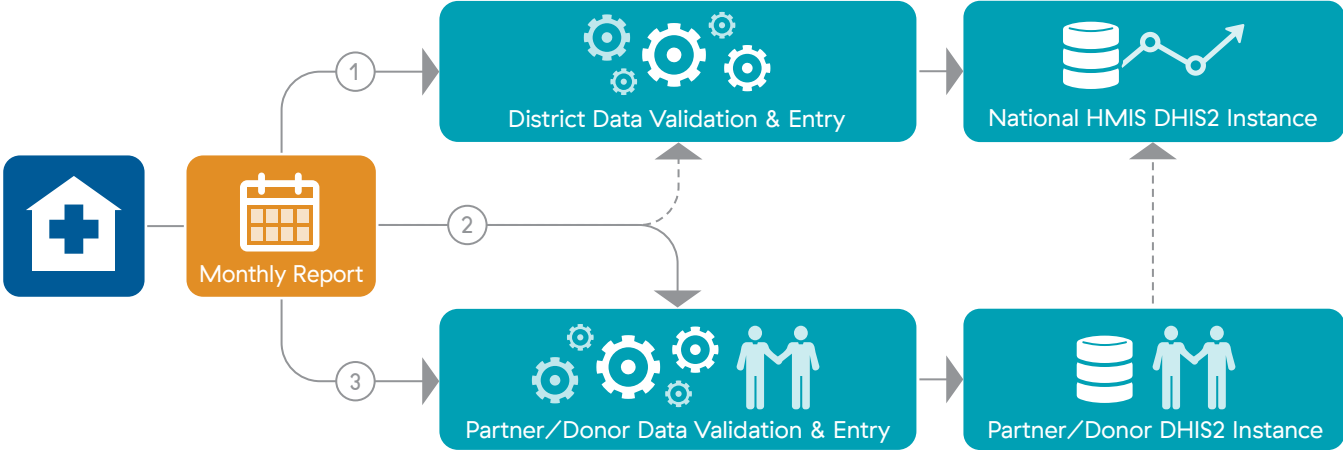 1
District Data Validation & Entry
National HMIS DHIS2 Instance
2
Monthly Report
3
Partner/Donor Data Validation & Entry
Partner/Donor DHIS2 Instance